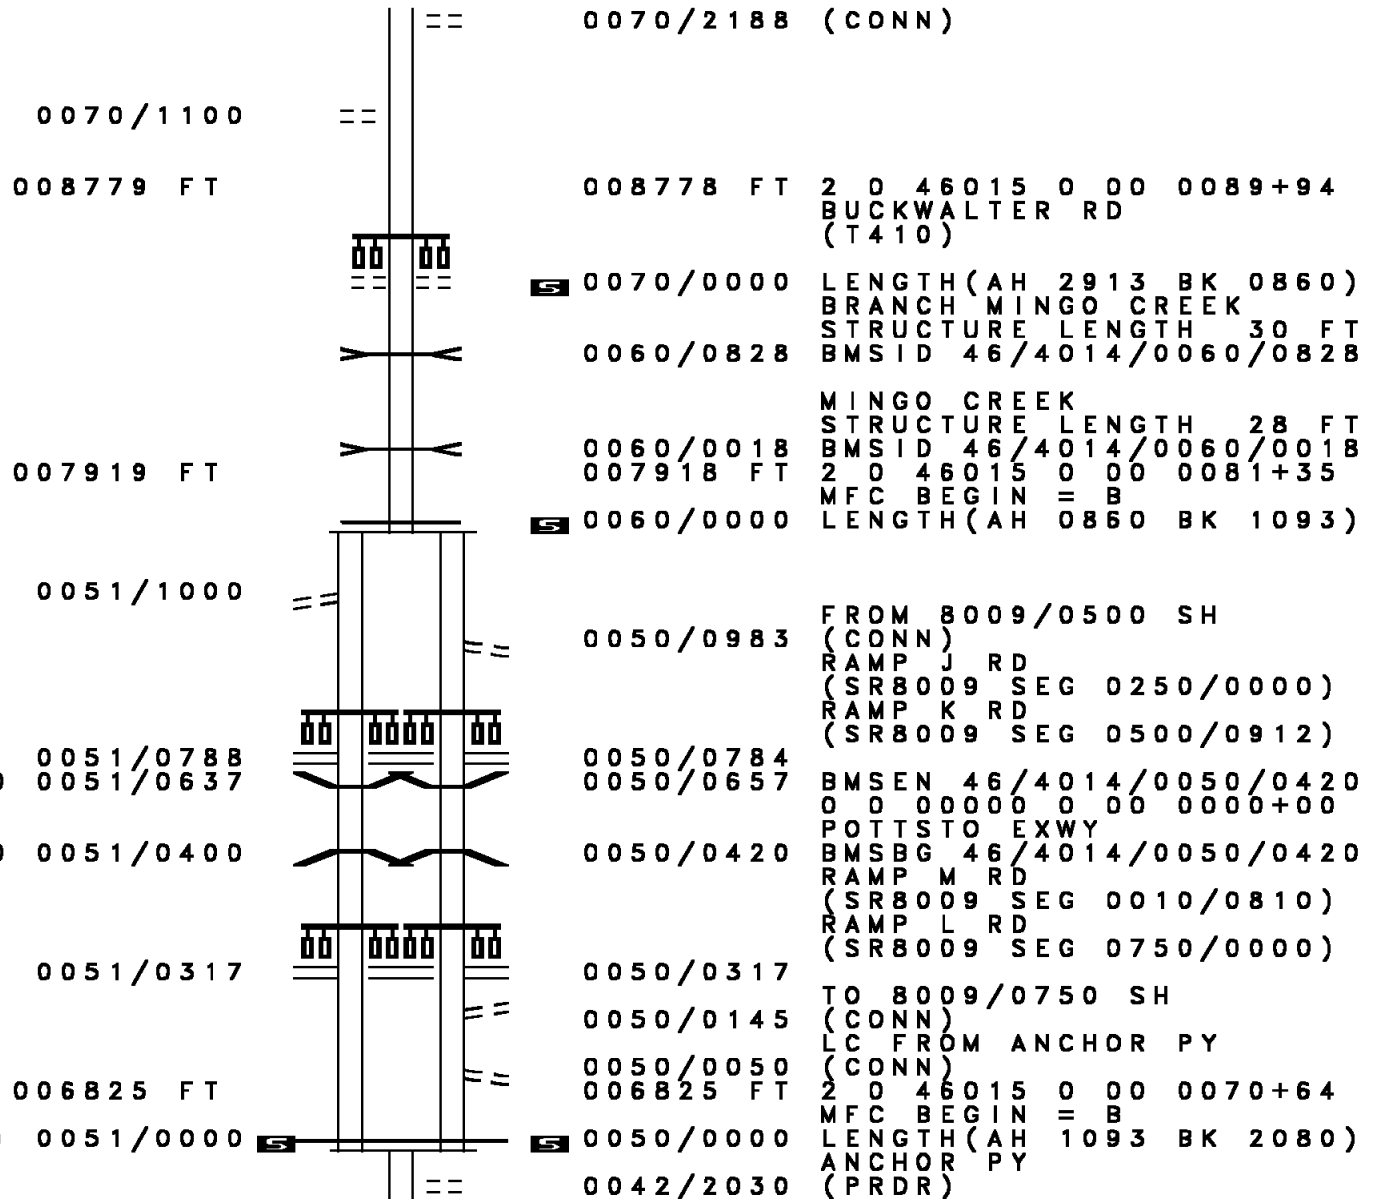 0070/2188 (CONN)
0070/1100
008779 FT 008778 FT 2 0 46015 0 00 0089+94
BUCKWALTER RD
(T410)
S 0070/0000 LENGTH(AH 2913 BK 0860)
BRANCH MINGO CREEK
STRUCTURE LENGTH 30 FT
0060/0828 BMSID 46/4014/0060/0828
MINGO CREEK
STRUCTURE LENGTH 28 FT
0060/0018 BMSID 46/4014/0060/0018
007919 FT 007918 FT 2 0 46015 0 00 0081+35
MFC BEGIN = B
S 0060/0000 LENGTH(AH 0860 BK 1093)
0051/1000
FROM 8009/0500 SH
0050/0983 (CONN)
RAMP J RD
(SR8009 SEG 0250/0000)
RAMP K RD
(SR8009 SEG 0500/0912)
0051/0788 0050/0784
0051/0637 0050/0657 BMSEN 46/4014/0050/0420
0 0 00000 0 00 0000+00
POTTSTO EXWY
0051/0400 0050/0420 BMSBG 46/4014/0050/0420
RAMP M RD
(SR8009 SEG 0010/0810)
RAMP L RD
(SR8009 SEG 0750/0000)
0051/0317 0050/0317
TO 8009/0750 SH
0050/0145 (CONN)
LC FROM ANCHOR PY
0050/0050 (CONN)
006825 FT 006825 FT 2 0 46015 0 00 0070+64
MFC BEGIN = B
0051/0000 S S 0050/0000 LENGTH(AH 1093 BK 2080)
ANCHOR PY
0042/2030 (PRDR)